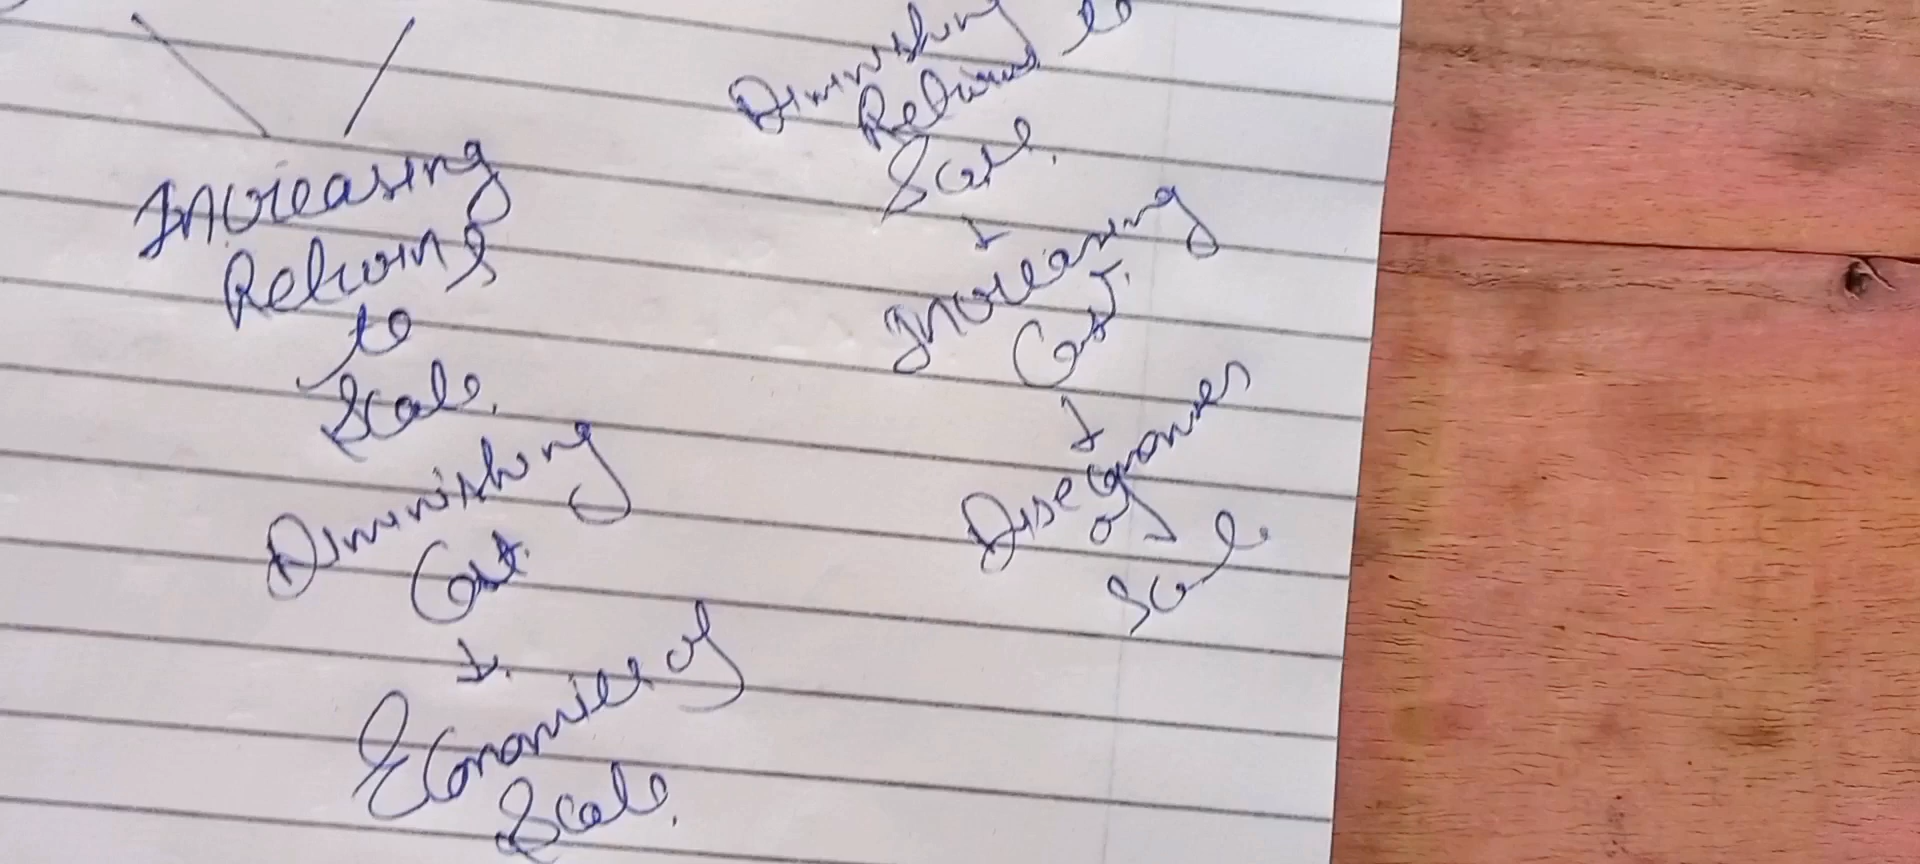 Increasing
Returns
to
Scale.
Diminishing
Cost.
↓.
Economies of
Scale.
Diminishing
Returns to
Scale.
↓
Increasing
Cost.
↓
Diseconomies
of
Scale